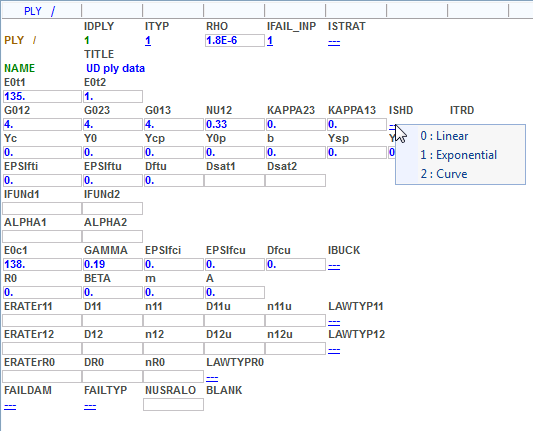 PLY /
IDPLY ITYP RHO IFAIL_INP ISTRAT
PLY / 1 1 1.8E-6 1 ---
TITLE
NAME UD ply data
E0t1 E0t2
135. 1.
G012 G023 G013 NU12 KAPPA23 KAPPA13 ISHD ITRD
4. 4. 4. 0.33 0. 0.
Yc Y0 Ycp Y0p b Ysp
0. 0. 0. 0. 0. 0.
0 : Linear
1 : Exponential
2 : Curve
EPSIfti EPSIftu Dftu Dsat1 Dsat2
0. 0. 0.
IFUNd1 IFUNd2
ALPHA1 ALPHA2
E0c1 GAMMA EPSIfci EPSIfcu Dfcu IBUCK
138. 0.19 0. 0. 0. ---
R0 BETA m A
0. 0. 0. 0.
ERATEr11 D11 n11 D11u n11u LAWTYP11
---
ERATEr12 D12 n12 D12u n12u LAWTYP12
---
ERATErR0 DR0 nR0 LAWTYPR0
---
FAILDAM FAILTYP NUSRALO BLANK
--- ---